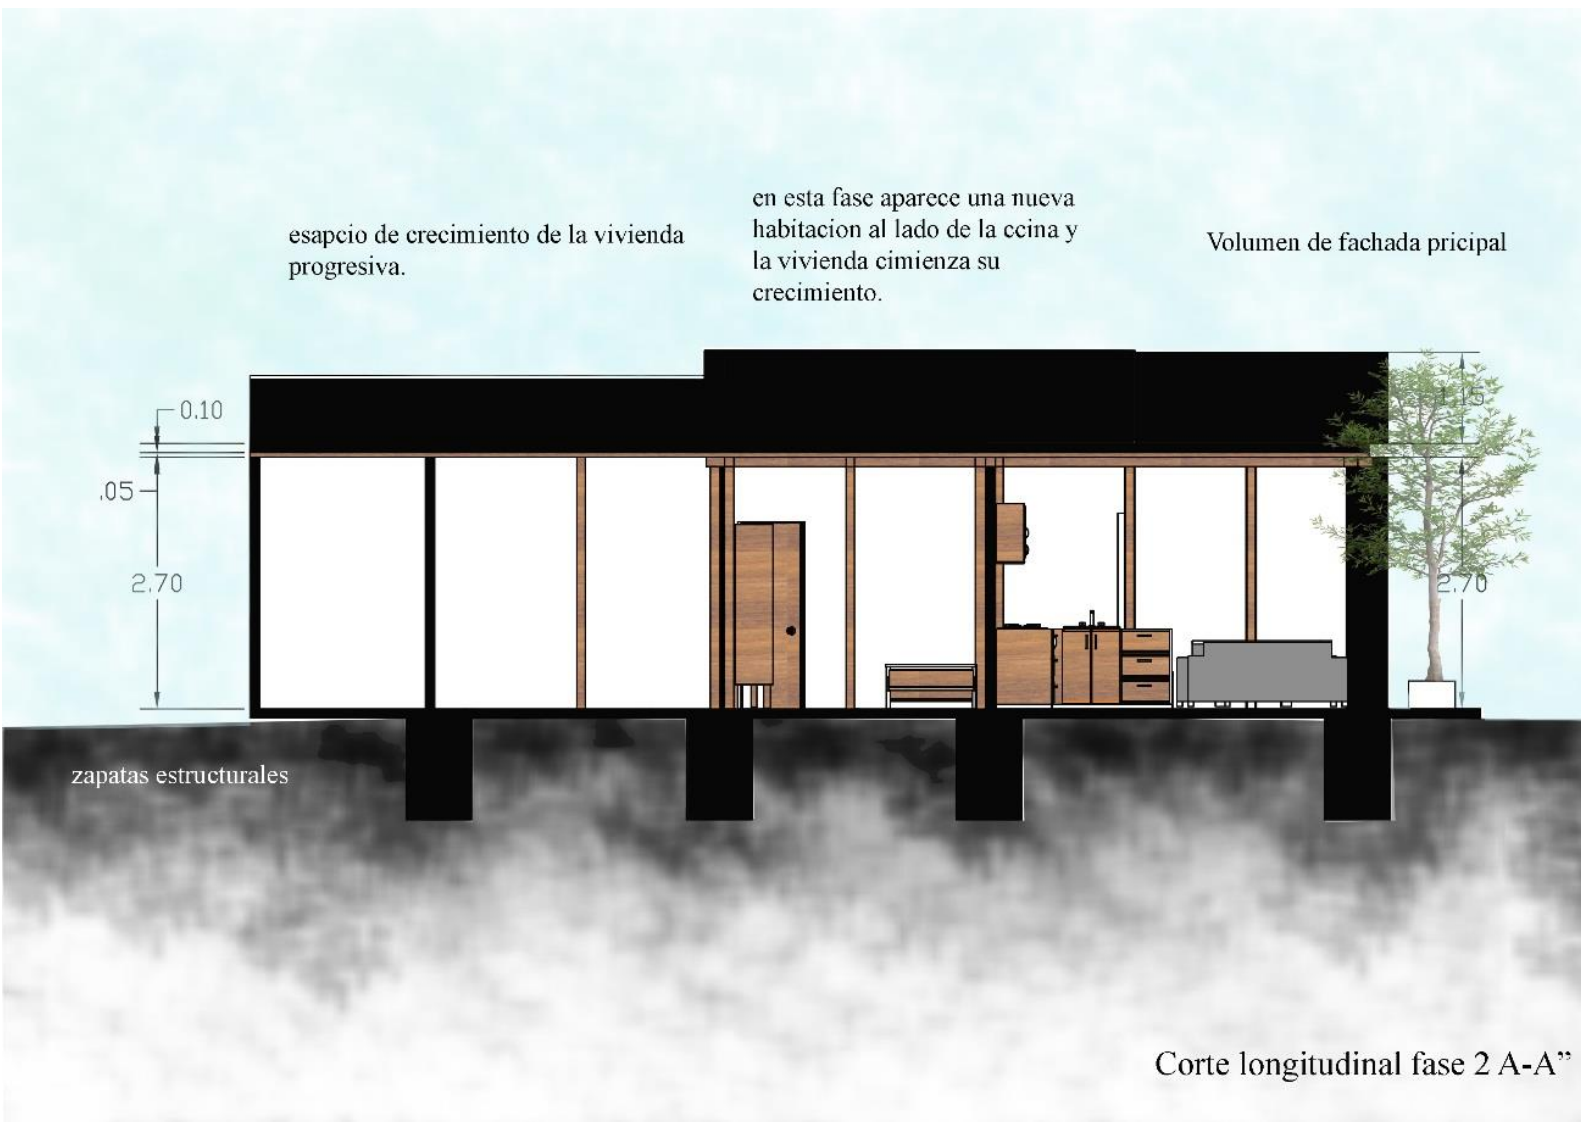 en esta fase aparece una nueva
habitacion al lado de la ccina y
la vivienda cimienza su
crecimiento.
esapcio de crecimiento de la vivienda
progresiva.
Volumen de fachada pricipal
0.10
.05
2.70
1.15
2.70
zapatas estructurales
Corte longitudinal fase 2 A-A”